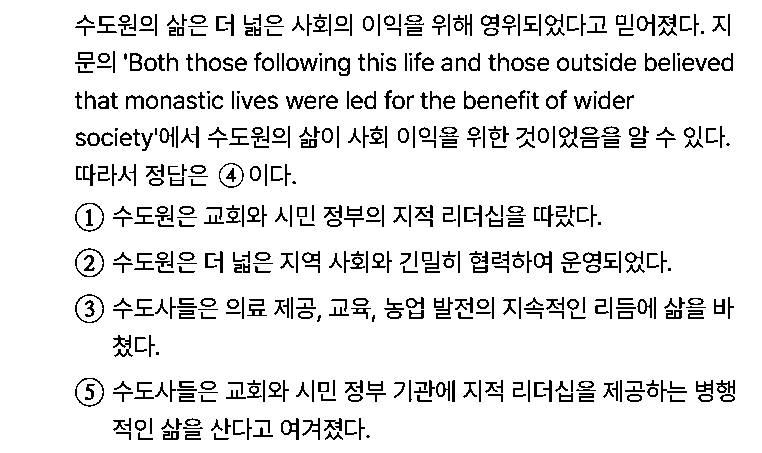 수도원의 삶은 더 넓은 사회의 이익을 위해 영위되었다고 믿어졌다. 지
문의 'Both those following this life and those outside believed
that monastic lives were led for the benefit of wider
society'에서 수도원의 삶이 사회 이익을 위한 것이었음을 알 수 있다.
따라서 정답은 ④이다.
① 수도원은 교회와 시민 정부의 지적 리더십을 따랐다.
② 수도원은 더 넓은 지역 사회와 긴밀히 협력하여 운영되었다.
③ 수도사들은 의료 제공, 교육, 농업 발전의 지속적인 리듬에 삶을 바
쳤다.
⑤ 수도사들은 교회와 시민 정부 기관에 지적 리더십을 제공하는 병행
적인 삶을 산다고 여겨졌다.